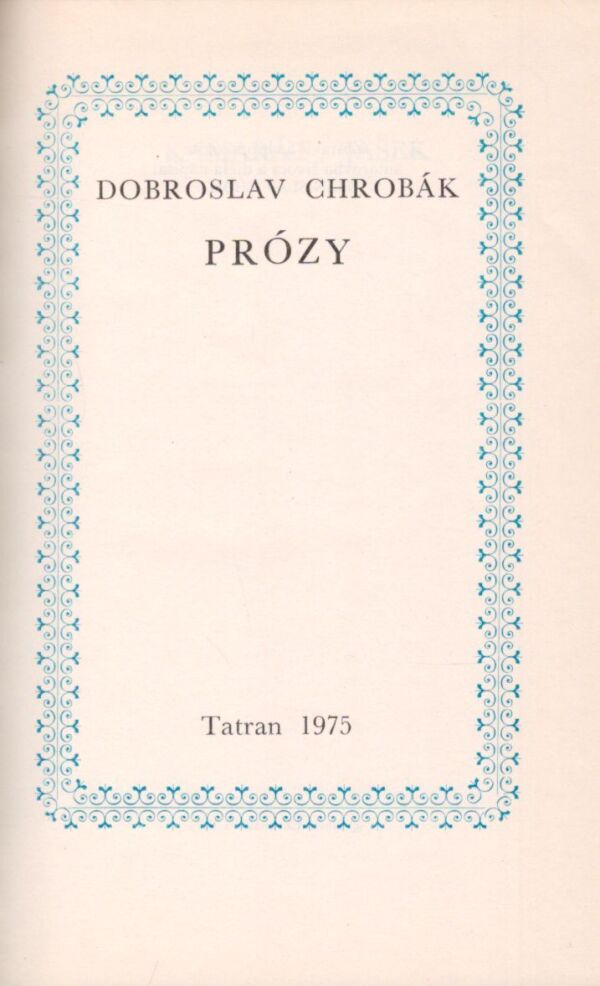 DOBROSLAV CHROBÁK
PRÓZY
Tatran 1975